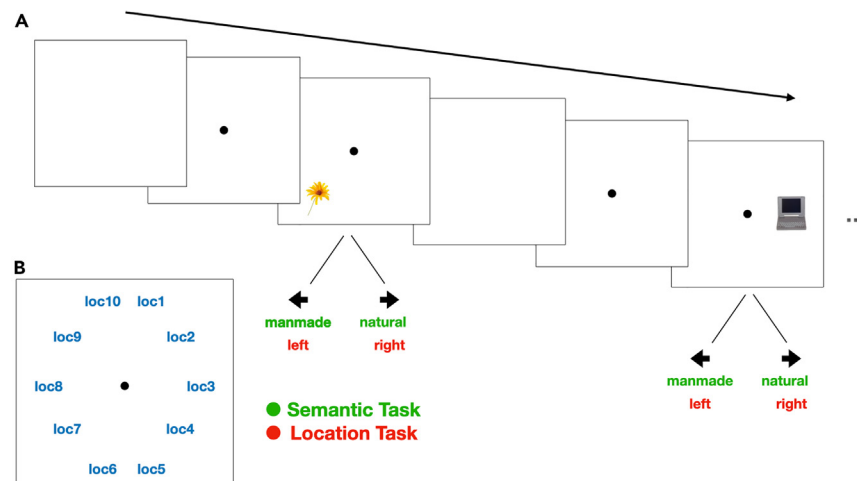 A
B
loc10 loc1
loc9 loc2
loc8 loc3
loc7 loc4
loc6 loc5
manmade natural
left right
Semantic Task
Location Task
manmade natural
left right
..